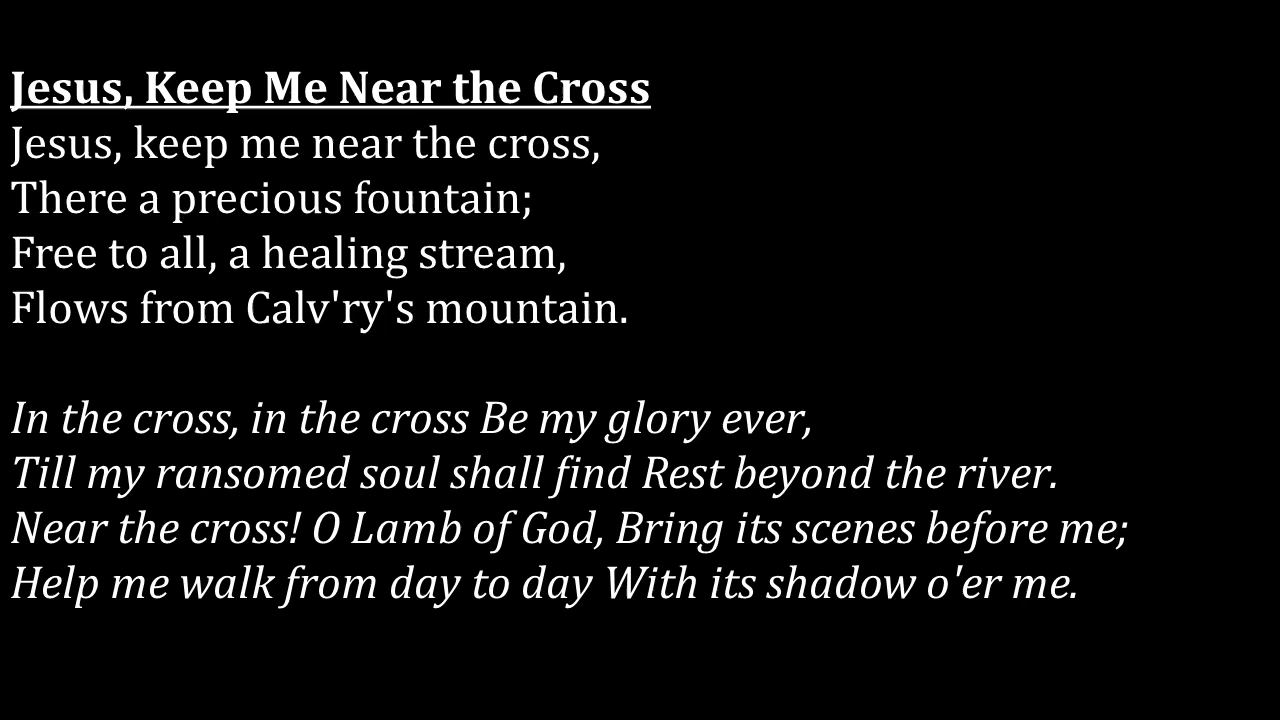 Jesus, Keep Me Near the Cross
Jesus, keep me near the cross,
There a precious fountain;
Free to all, a healing stream,
Flows from Calv'ry's mountain.
In the cross, in the cross Be my glory ever,
Till my ransomed soul shall find Rest beyond the river.
Near the cross! O Lamb of God, Bring its scenes before me;
Help me walk from day to day With its shadow o'er me.